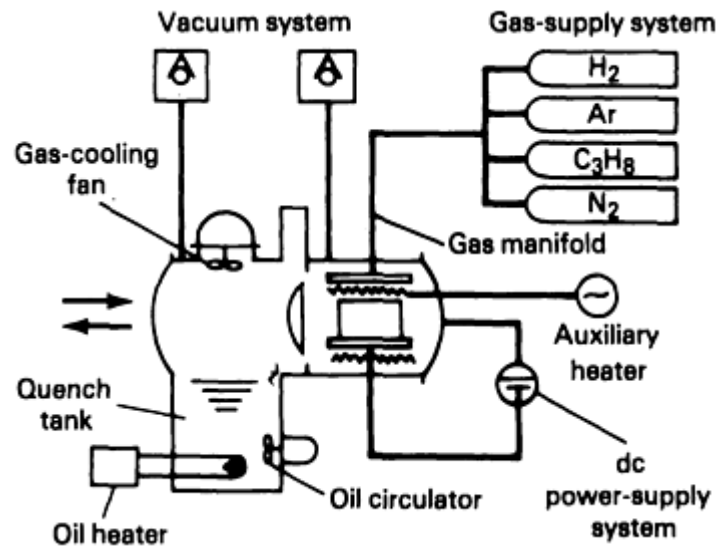 Vacuum system
Gas-supply system
H₂
Ar
C₃H₈
N₂
Gas-cooling
fan
Gas manifold
Auxiliary
heater
Quench
tank
Oil circulator
Oil heater
dc
power-supply
system